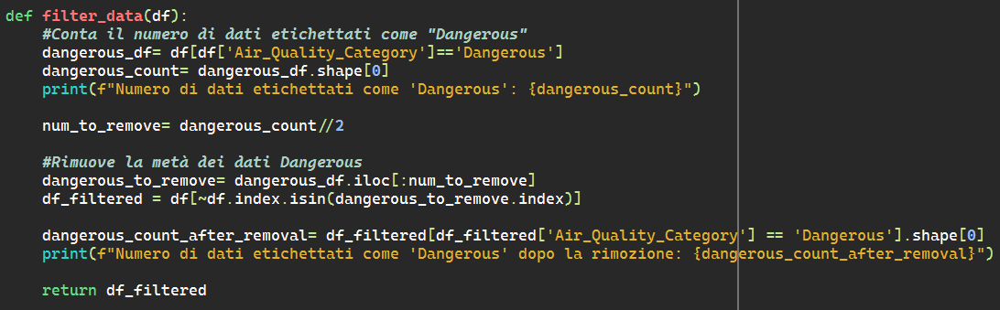 def filter_data(df):
    #Conta il numero di dati etichettati come "Dangerous"
    dangerous_df= df[df['Air_Quality_Category']=='Dangerous']
    dangerous_count= dangerous_df.shape[0]
    print(f"Numero di dati etichettati come 'Dangerous': {dangerous_count}")

    num_to_remove= dangerous_count//2

    #Rimuove la metà dei dati Dangerous
    dangerous_to_remove= dangerous_df.iloc[:num_to_remove]
    df_filtered = df[~df.index.isin(dangerous_to_remove.index)]

    dangerous_count_after_removal= df_filtered[df_filtered['Air_Quality_Category'] == 'Dangerous'].shape[0]
    print(f"Numero di dati etichettati come 'Dangerous' dopo la rimozione: {dangerous_count_after_removal}")

    return df_filtered